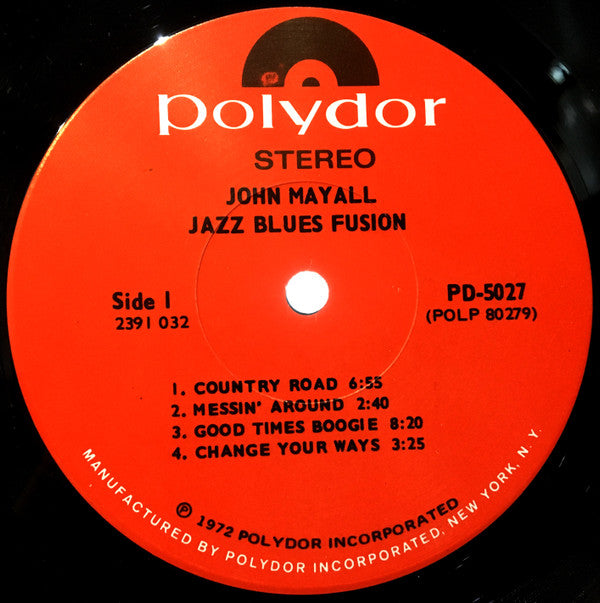 polydor
STEREO
JOHN MAYALL
JAZZ BLUES FUSION
Side 1
2391 032
PD-5027
(POLP 80279)
1. COUNTRY ROAD 6:55
2. MESSIN' AROUND 2:40
3. GOOD TIMES BOOGIE 8:20
4. CHANGE YOUR WAYS 3:25
℗ 1972 POLYDOR INCORPORATED
MANUFACTURED BY POLYDOR INCORPORATED, NEW YORK, N.Y.